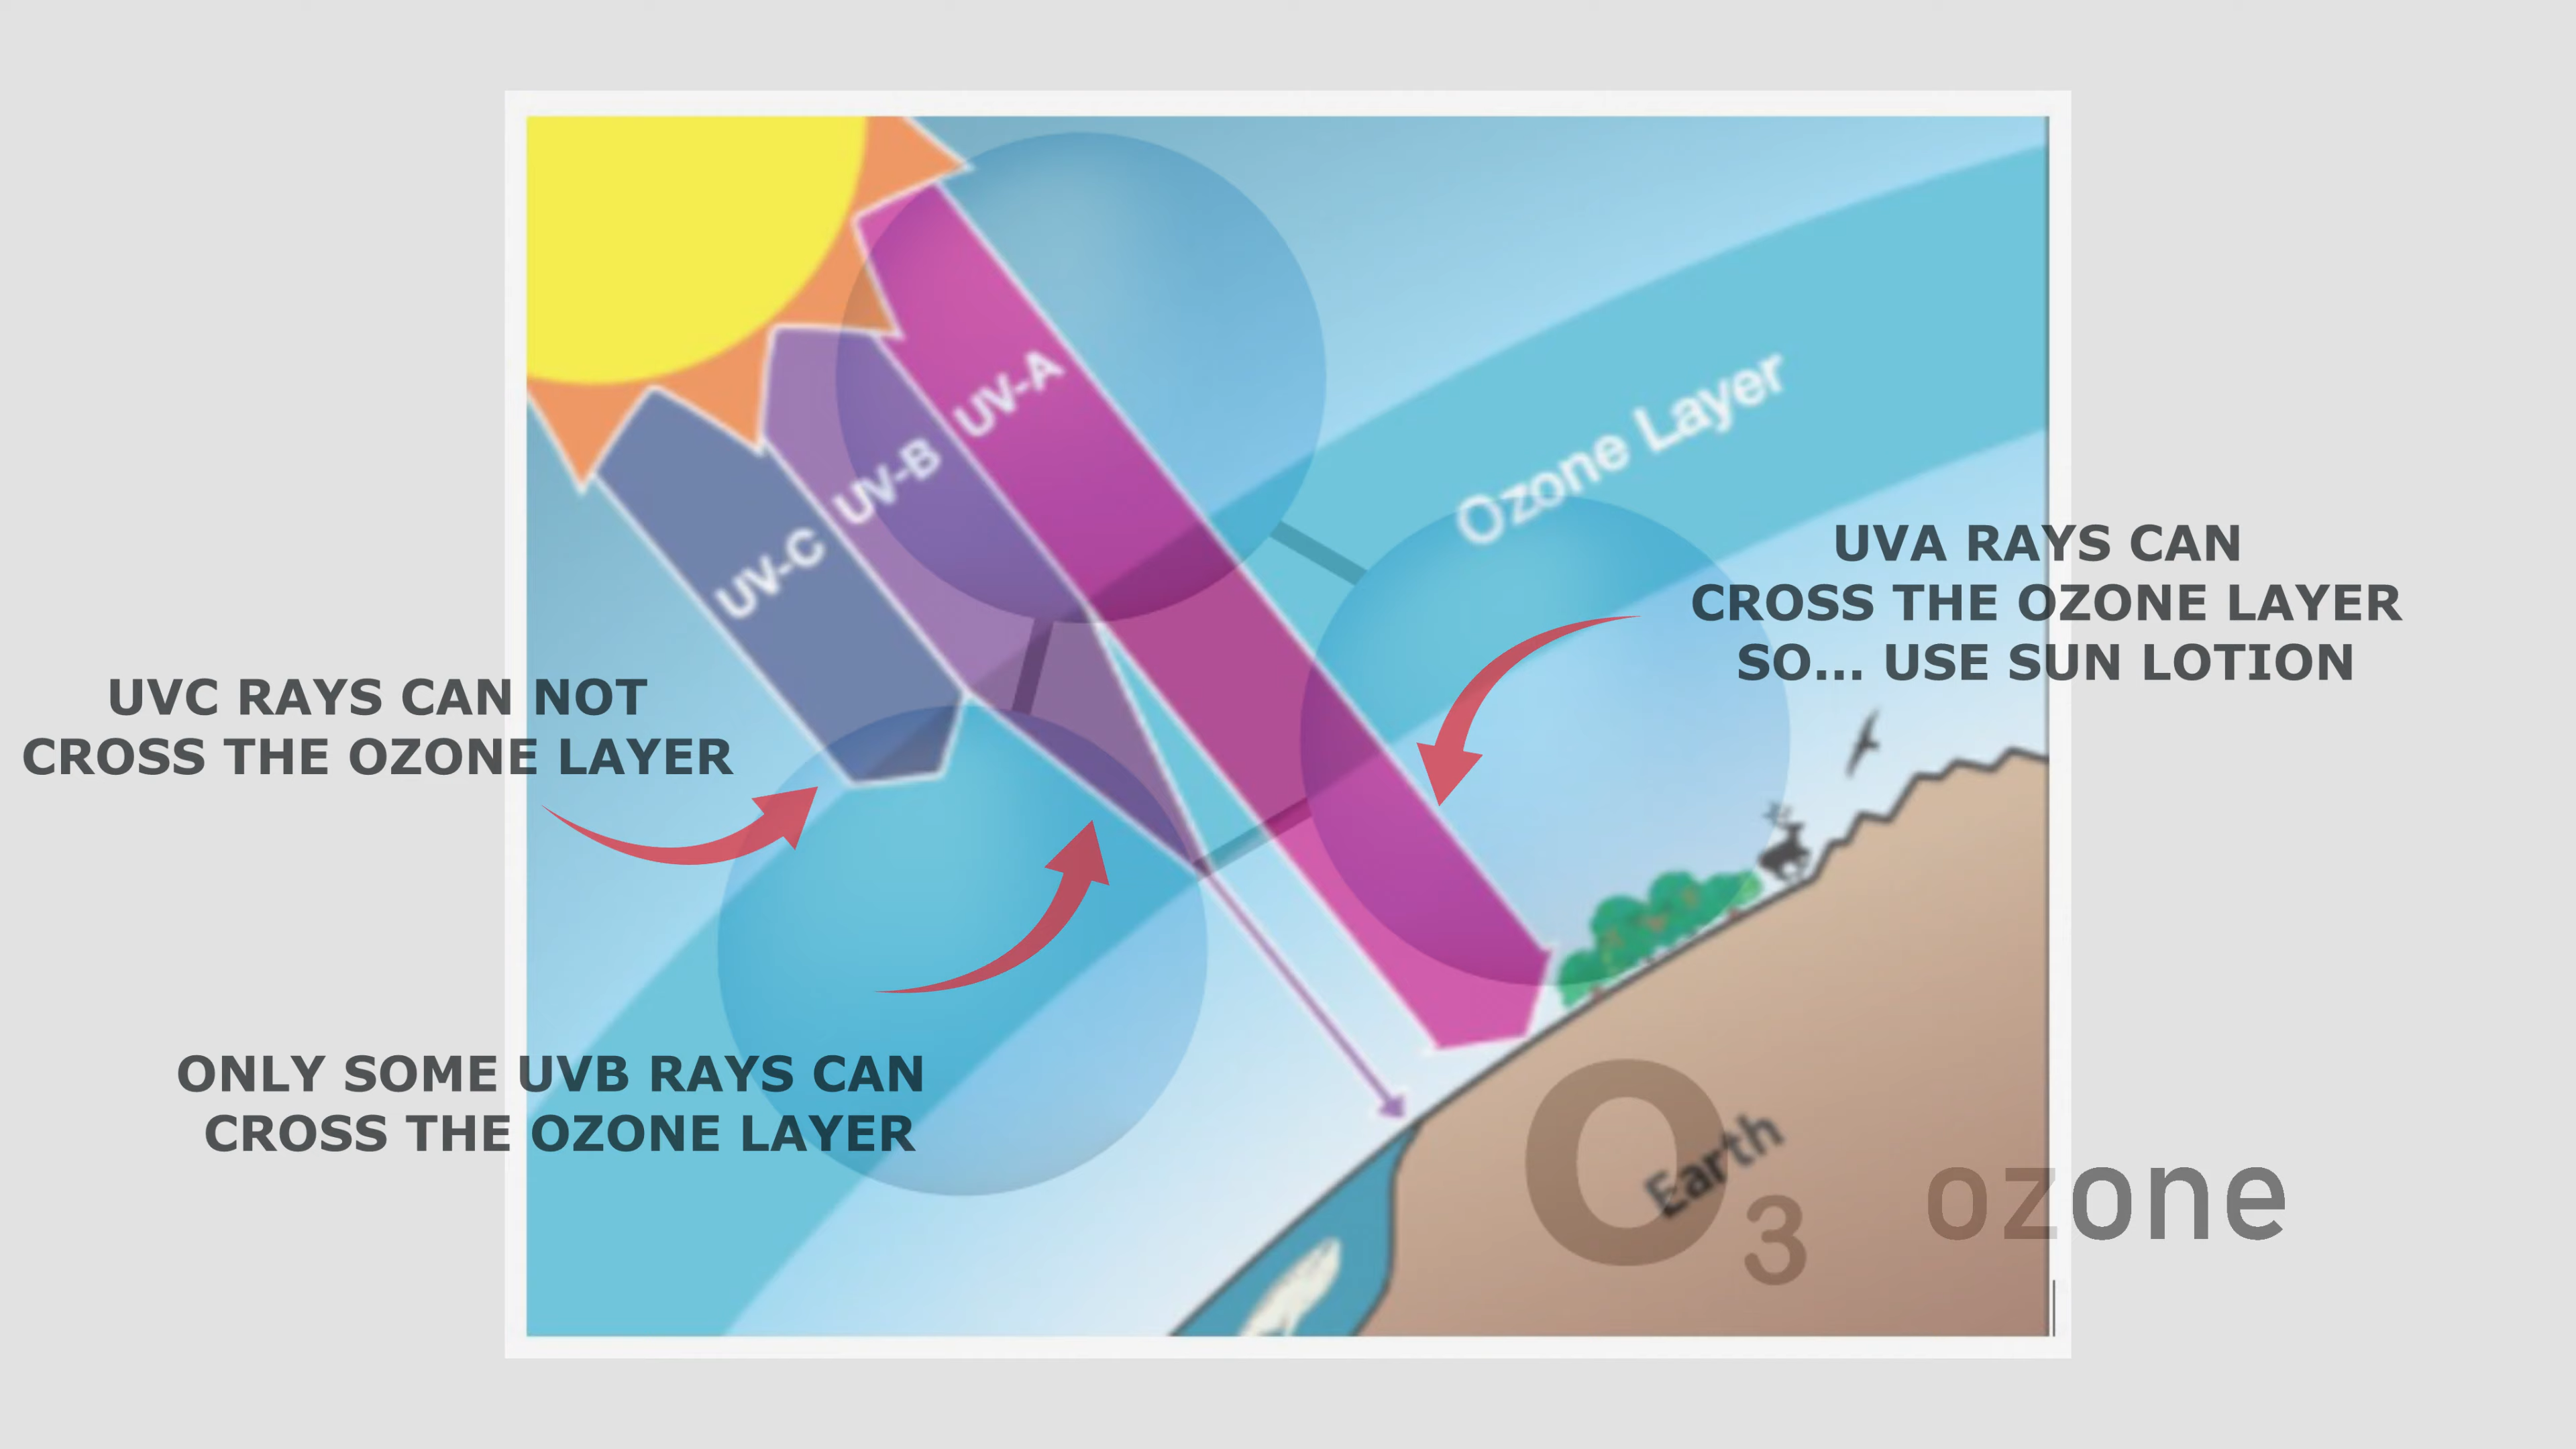 UV-A
UV-B
UV-C
Ozone Layer
UVA RAYS CAN
CROSS THE OZONE LAYER
SO... USE SUN LOTION
UVC RAYS CAN NOT
CROSS THE OZONE LAYER
ONLY SOME UVB RAYS CAN
CROSS THE OZONE LAYER
Earth
O3 ozone